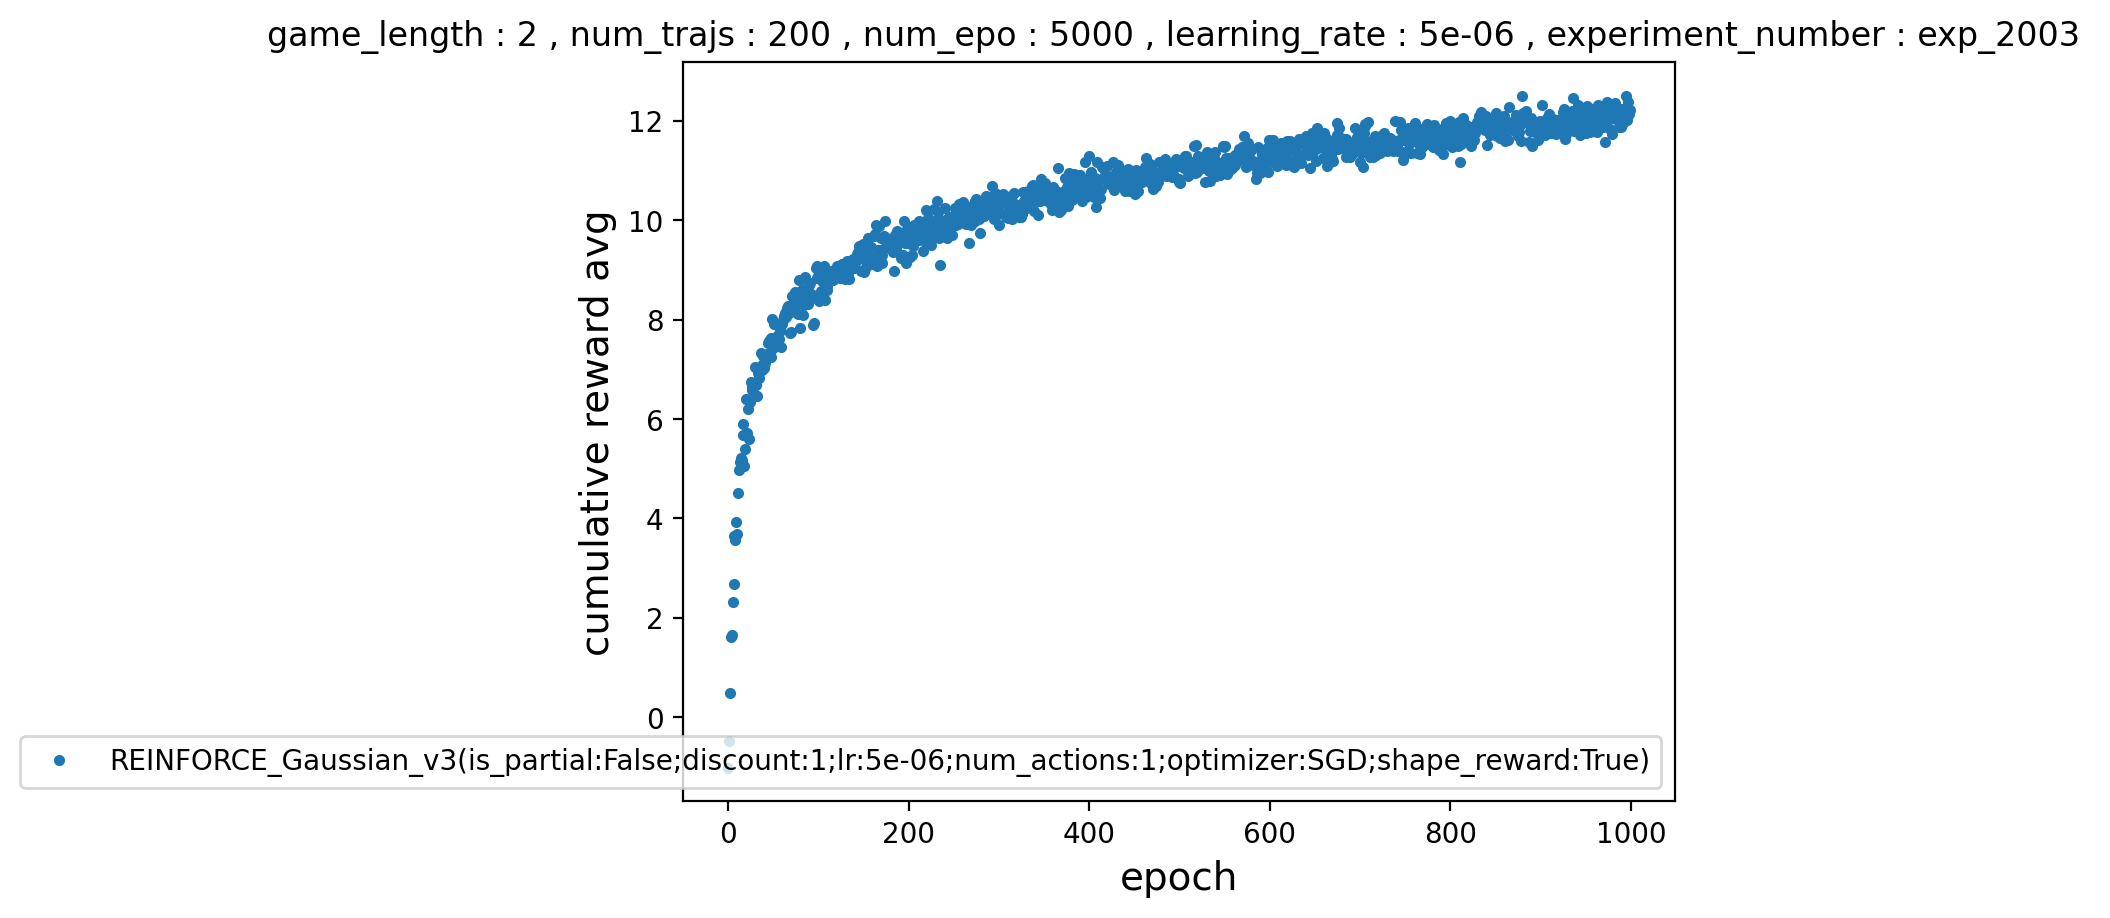 game_length : 2 , num_trajs : 200 , num_epo : 5000 , learning_rate : 5e-06 , experiment_number : exp_2003
cumulative reward avg
12
10
8
6
4
2
0
REINFORCE_Gaussian_v3(is_partial:False;discount:1;lr:5e-06;num_actions:1;optimizer:SGD;shape_reward:True)
0 200 400 600 800 1000
epoch